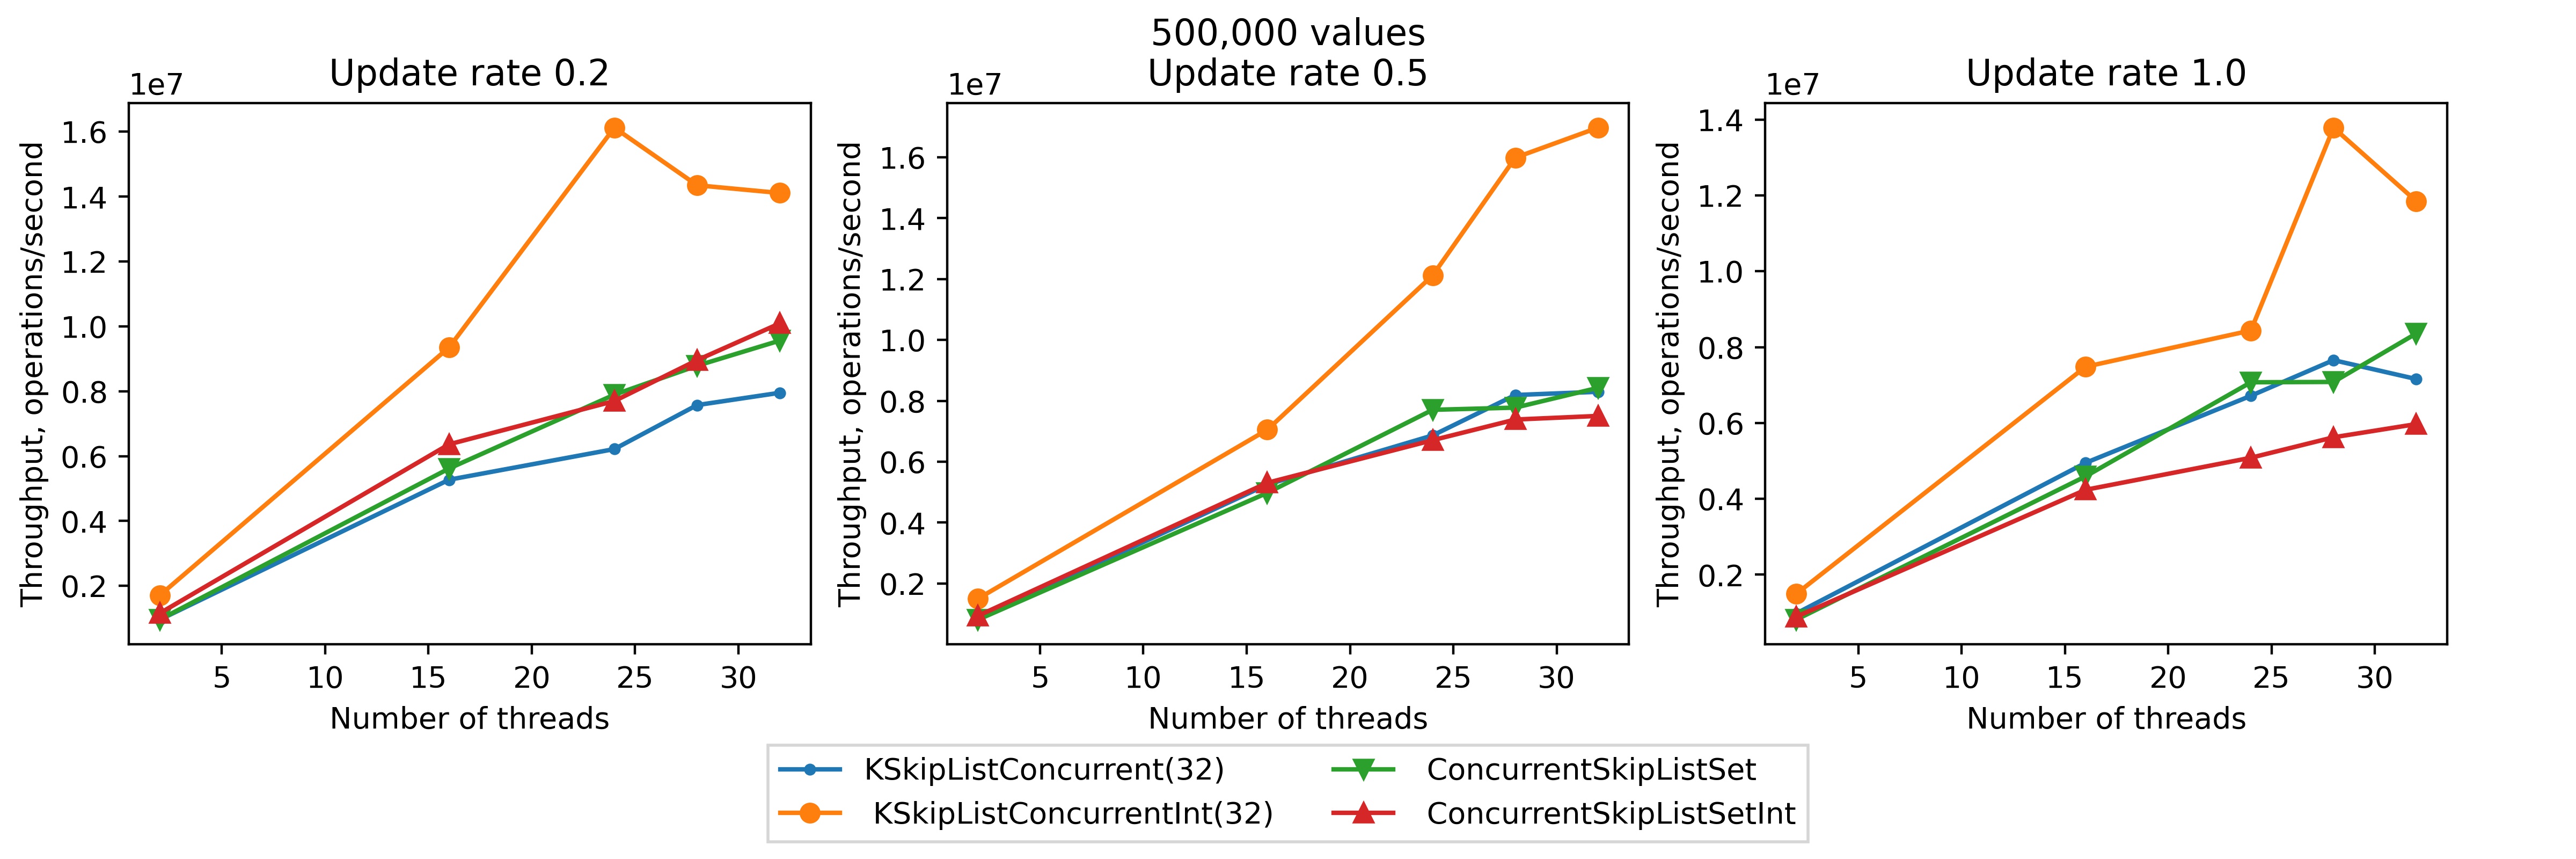 500,000 values
Update rate 0.2
Update rate 0.5
Update rate 1.0
1e7
1.6
1.4
1.2
1.0
0.8
0.6
0.4
0.2
Throughput, operations/second
5 10 15 20 25 30
Number of threads
1e7
1.6
1.4
1.2
1.0
0.8
0.6
0.4
0.2
Throughput, operations/second
5 10 15 20 25 30
Number of threads
1e7
1.4
1.2
1.0
0.8
0.6
0.4
0.2
Throughput, operations/second
5 10 15 20 25 30
Number of threads
KSkipListConcurrent(32)
KSkipListConcurrentInt(32)
ConcurrentSkipListSet
ConcurrentSkipListSetInt